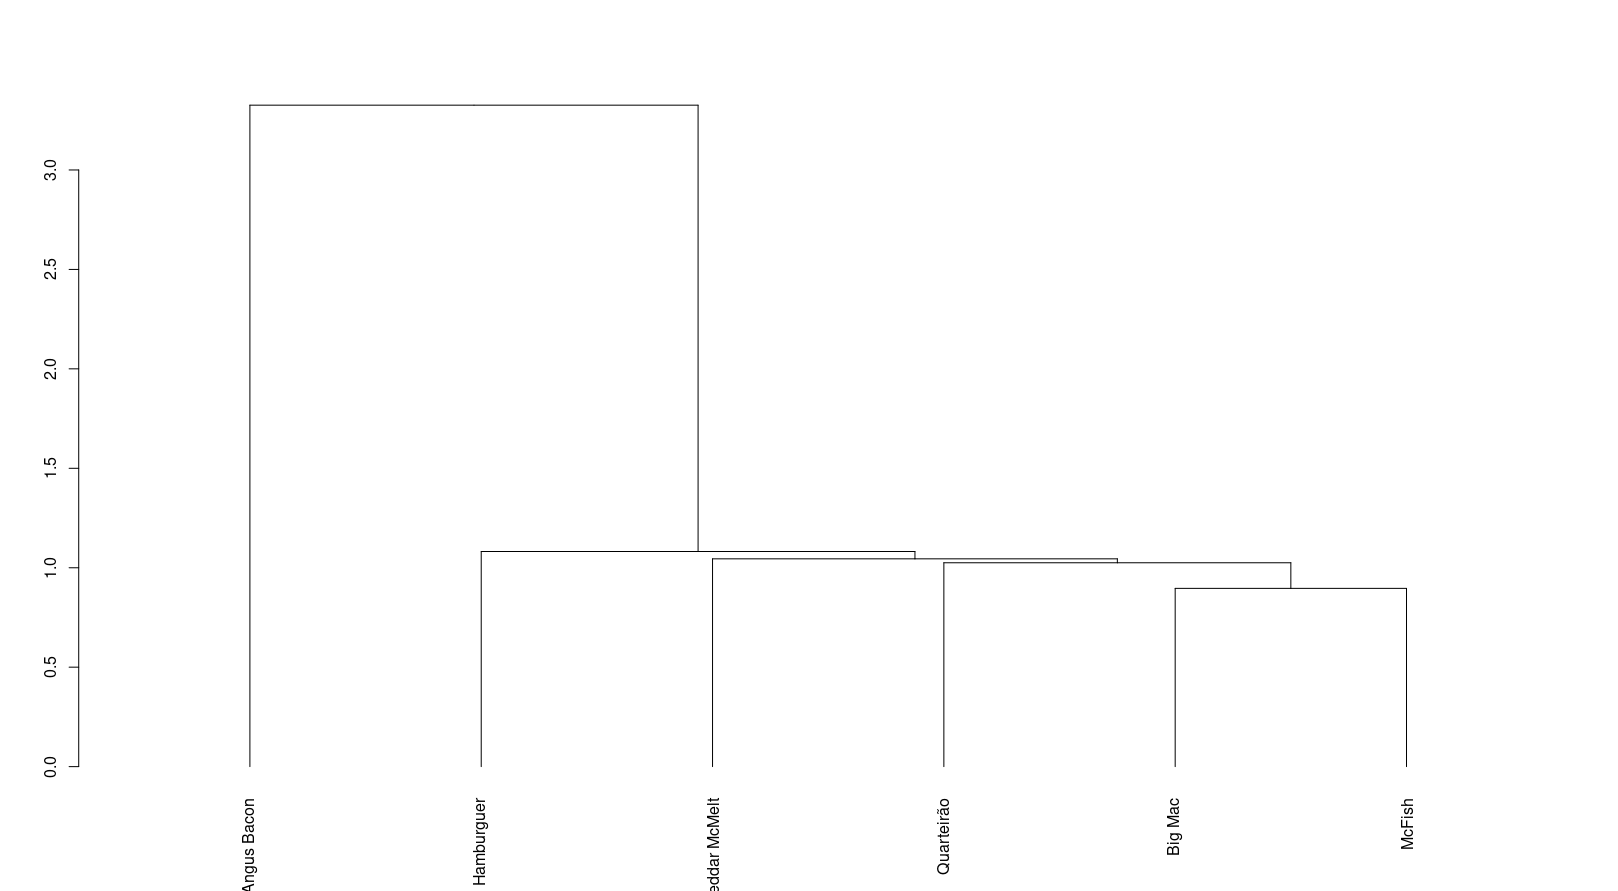 3.0
2.5
2.0
1.5
1.0
0.5
0.0
Angus Bacon
Hamburguer
eddar McMelt
Quarteirão
Big Mac
McFish